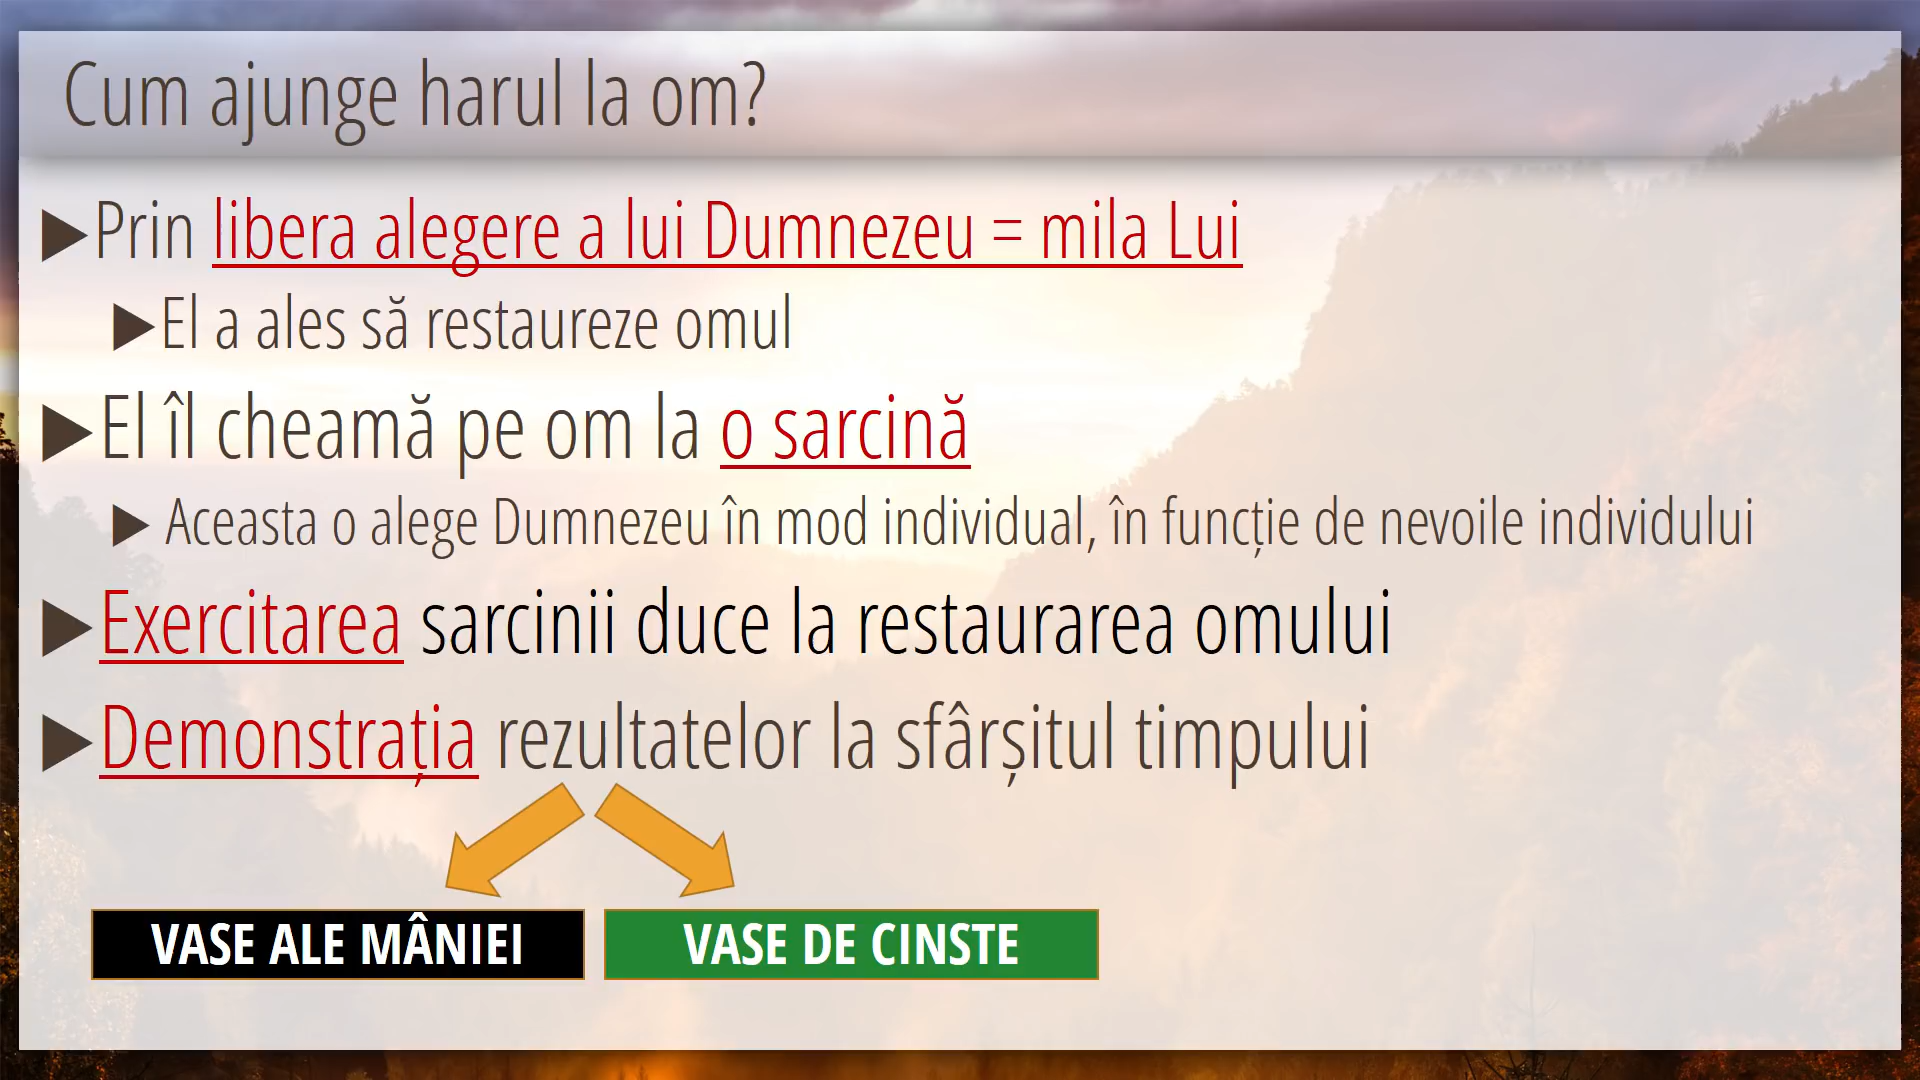 Cum ajunge harul la om?
Prin libera alegere a lui Dumnezeu = mila Lui
El a ales să restaureze omul
El îl cheamă pe om la o sarcină
Aceasta o alege Dumnezeu în mod individual, în funcție de nevoile individului
Exercitarea sarcinii duce la restaurarea omului
Demonstrația rezultatelor la sfârșitul timpului
VASE ALE MÂNIEI
VASE DE CINSTE